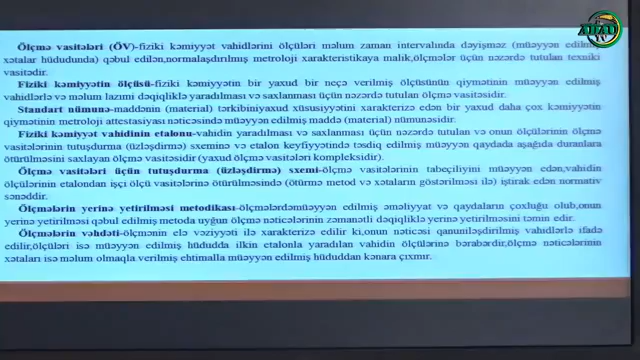 Ölçmə vasitələri (ÖV)-fiziki kəmiyyət vahidlərini ölçüləri məlum zaman intervalında dəyişməz (müəyyən edilmiş
xətalar hüdudunda) qəbul edilən,normalaşdırılmış metroloji xarakteristikaya malik,ölçmələr üçün nəzərdə tutulan texniki
vasitədir.
Fiziki kəmiyyətin ölçüsü-fiziki kəmiyyətin bir yaxud bir neçə verilmiş ölçüsünün qiymətinin müəyyən edilmiş
vahidlərlə və məlum lazımi dəqiqliklə yaradılması və saxlanması üçün nəzərdə tutulan ölçmə vasitəsidir.
Standart nümunə-maddənin (material) tərkibiniyaxud xüsusiyyətini xarakterizə edən bir yaxud daha çox kəmiyyətin
qiymətinin metroloji attestasiyası nəticəsində müəyyən edilmiş maddə (material) nümunəsidir.
Fiziki kəmiyyət vahidinin etalonu-vahidin yaradılması və saxlanması üçün nəzərdə tutulan və onun ölçülərinin ölçmə
vasitələrinin tutuşdurma (üzləşdirmə) sxeminə və etalon keyfiyyətində təsdiq edilmiş müəyyən qaydada aşağıda duranlara
ötürülməsini saxlayan ölçmə vasitəsidir (yaxud ölçmə vasitələri kompleksidir).
Ölçmə vasitələri üçün tutuşdurma (üzləşdirmə) sxemi-ölçmə vasitələrinin tabeçiliyini müəyyən edən,vahidin
ölçülərinin etalondan işçi ölçü vasitələrinə ötürülməsində (ötürmə metod və xətaların göstərilməsi ilə) iştirak edən normativ
sənəddir.
Ölçmələrin yerinə yetirilməsi metodikası-ölçmələrdəmüəyyən edilmiş əməliyyat və qaydaların çoxluğu olub,onun
yerinə yetirilməsi qəbul edilmiş metoda uyğun ölçmə nəticələrinin zəmanətli dəqiqliklə yerinə yetirilməsini təmin edir.
Ölçmələrin vəhdəti-ölçmənin elə vəziyyəti ilə xarakterizə edilir ki,onun nəticəsi qanuniləşdirilmiş vahidlərlə ifadə
edilir,ölçüləri isə müəyyən edilmiş hüdudda ilkin etalonla yaradılan vahidin ölçülərinə bərabərdir,ölçmə nəticələrinin
xətaları isə məlum olmaqla verilmiş ehtimalla müəyyən edilmiş hüduddan kənara çıxmır.